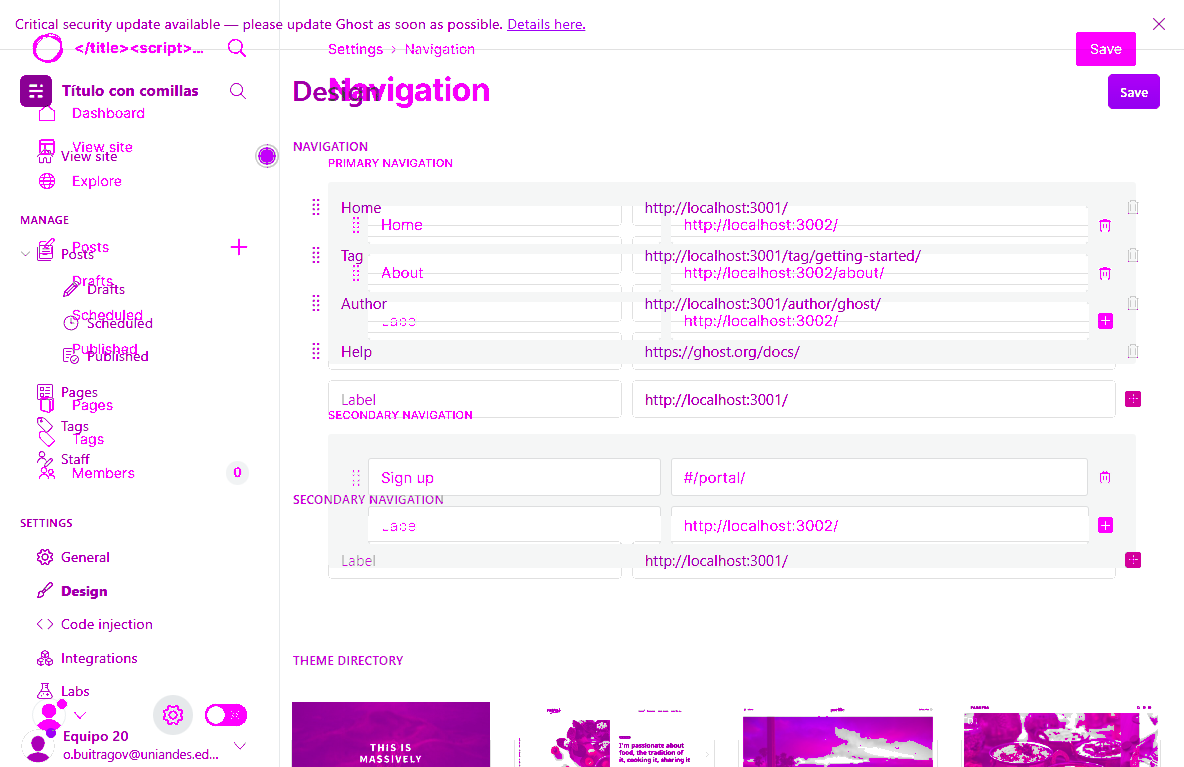 Critical security update available — please update Ghost as soon as possible. Details here.
</title><script>...
Settings > Navigation
Save
Título con comillas
Design
Navigation
Save
Dashboard
View site
View site
Explore
NAVIGATION
PRIMARY NAVIGATION
Home
http://localhost:3001/
Home
http://localhost:3002/
Tag
http://localhost:3001/tag/getting-started/
About
http://localhost:3002/about/
Author
http://localhost:3001/author/ghost/
Label
http://localhost:3002/
Help
https://ghost.org/docs/
Label
http://localhost:3001/
MANAGE
Posts
Posts
Drafts
Drafts
Scheduled
Scheduled
Published
Published
Pages
Pages
Tags
Tags
Staff
Members
0
SECONDARY NAVIGATION
Sign up
#/portal/
SECONDARY NAVIGATION
Label
http://localhost:3002/
Label
http://localhost:3001/
SETTINGS
General
Design
Code injection
Integrations
Labs
Equipo 20
o.buitragov@uniandes.ed...
THEME DIRECTORY
THIS IS
MASSIVELY
I'm passionate about
food, the tradition of
it, cooking it, sharing it